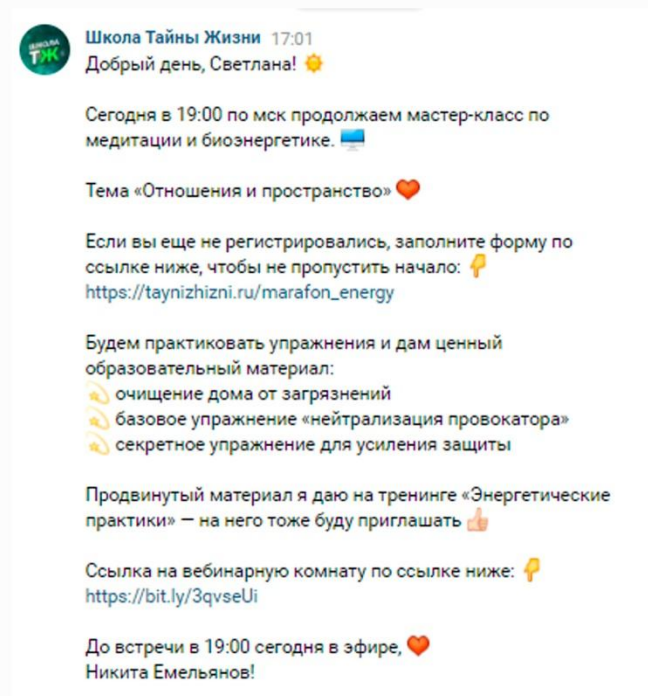 ШКОЛА
ТЖ
Школа Тайны Жизни 17:01
Добрый день, Светлана! ☀️
Сегодня в 19:00 по мск продолжаем мастер-класс по
медитации и биоэнергетике. 🖥️
Тема «Отношения и пространство» ❤️
Если вы еще не регистрировались, заполните форму по
ссылке ниже, чтобы не пропустить начало: 👇
https://taynizhizni.ru/marafon_energy
Будем практиковать упражнения и дам ценный
образовательный материал:
💫 очищение дома от загрязнений
💫 базовое упражнение «нейтрализация провокатора»
💫 секретное упражнение для усиления защиты
Продвинутый материал я даю на тренинге «Энергетические
практики» — на него тоже буду приглашать 👍🏻
Ссылка на вебинарную комнату по ссылке ниже: 👇
https://bit.ly/3qvseUi
До встречи в 19:00 сегодня в эфире, ❤️
Никита Емельянов!